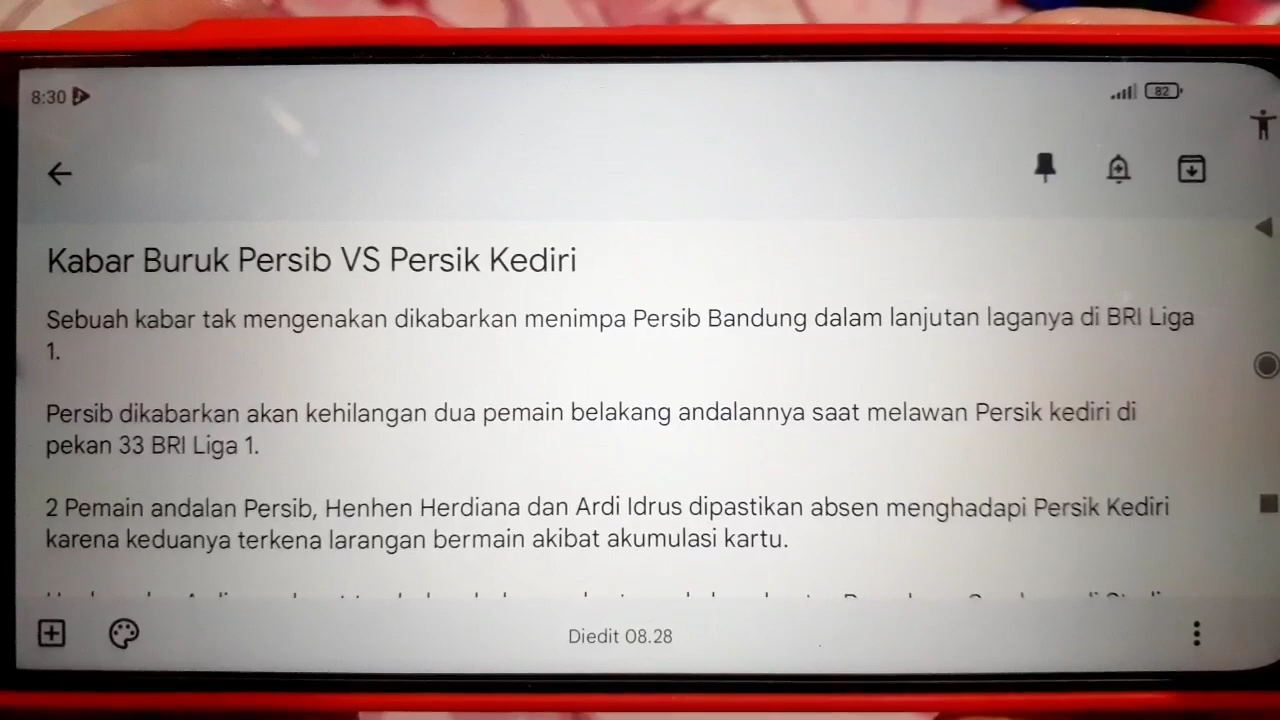 8:30
82
Kabar Buruk Persib VS Persik Kediri
Sebuah kabar tak mengenakan dikabarkan menimpa Persib Bandung dalam lanjutan laganya di BRI Liga
1.
Persib dikabarkan akan kehilangan dua pemain belakang andalannya saat melawan Persik kediri di
pekan 33 BRI Liga 1.
2 Pemain andalan Persib, Henhen Herdiana dan Ardi Idrus dipastikan absen menghadapi Persik Kediri
karena keduanya terkena larangan bermain akibat akumulasi kartu.
Diedit 08.28